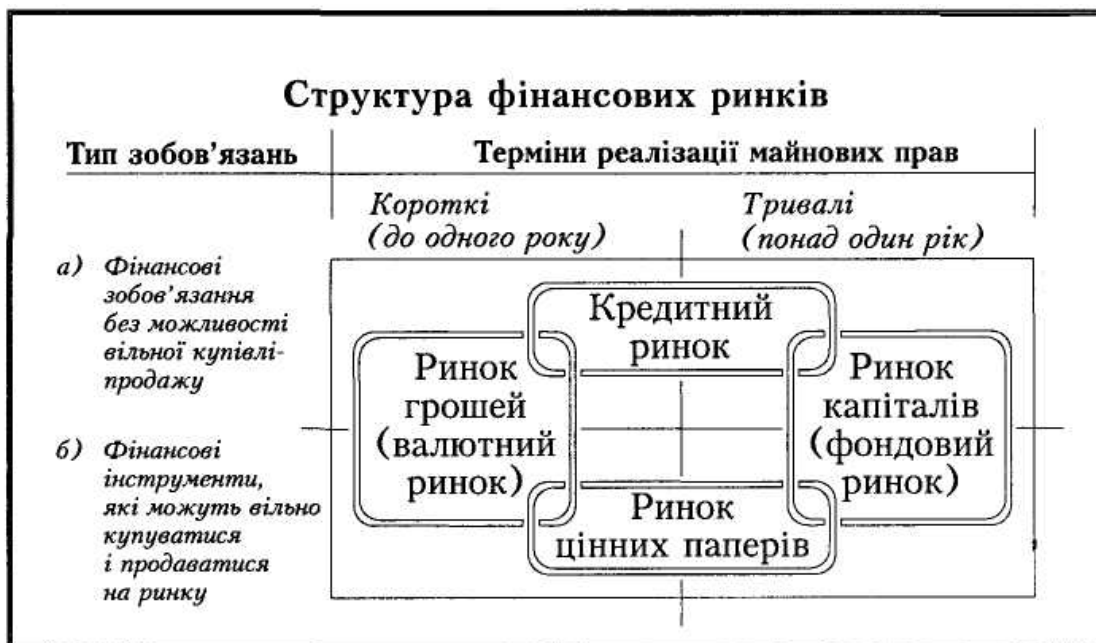 Структура фінансових ринків
Тип зобов'язань
Терміни реалізації майнових прав
Короткі
(до одного року)
Тривалі
(понад один рік)
а) Фінансові
зобов'язання
без можливості
вільної купівлі-
продажу
б) Фінансові
інструменти,
які можуть вільно
купуватися
і продаватися
на ринку
Кредитний
ринок
Ринок
грошей
(валютний
ринок)
Ринок
капіталів
(фондовий
ринок)
Ринок
цінних паперів